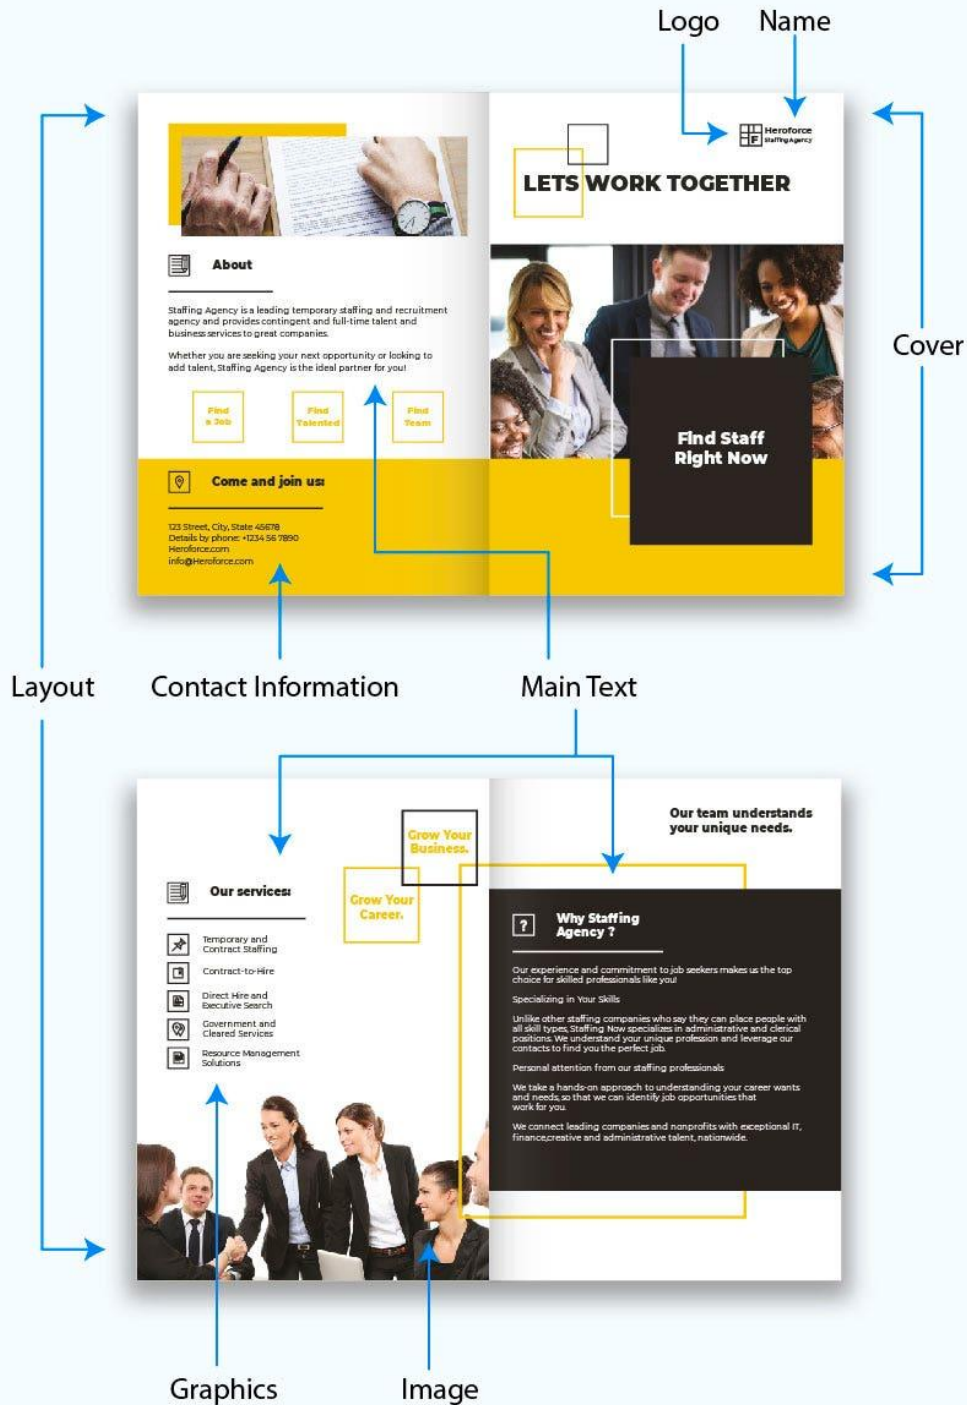 Logo
Name
Heroforce
F
Staffing Agency
LETS WORK TOGETHER
About
Staffing Agency is a leading temporary staffing and recruitment
agency and provides contingent and full-time talent and
business services to great companies.
Whether you are seeking your next opportunity or looking to
add talent, Staffing Agency is the ideal partner for you!
Find
a Job
Find
Talented
Find
Team
Come and join us:
123 Street, City, State 45678
Details by phone: +1234 56 7890
Heroforce.com
info@Heroforce.com
Find Staff
Right Now
Cover
Layout
Contact Information
Main Text
Grow Your
Business.
Grow Your
Career.
Our services:
Temporary and
Contract Staffing
Contract-to-Hire
Direct Hire and
Executive Search
Government and
Cleared Services
Resource Management
Solutions
Our team understands
your unique needs.
?
Why Staffing
Agency ?
Our experience and commitment to job seekers makes us the top
choice for skilled professionals like you!
Specializing in Your Skills
Unlike other staffing companies who say they can place people with
all skill types, Staffing Now specializes in administrative and clerical
positions. We understand your unique profession and leverage our
contacts to find you the perfect job.
Personal attention from our staffing professionals
We take a hands-on approach to understanding your career wants
and needs, so that we can identify job opportunities that
work for you.
We connect leading companies and nonprofits with exceptional IT,
finance,creative and administrative talent, nationwide.
Graphics
Image